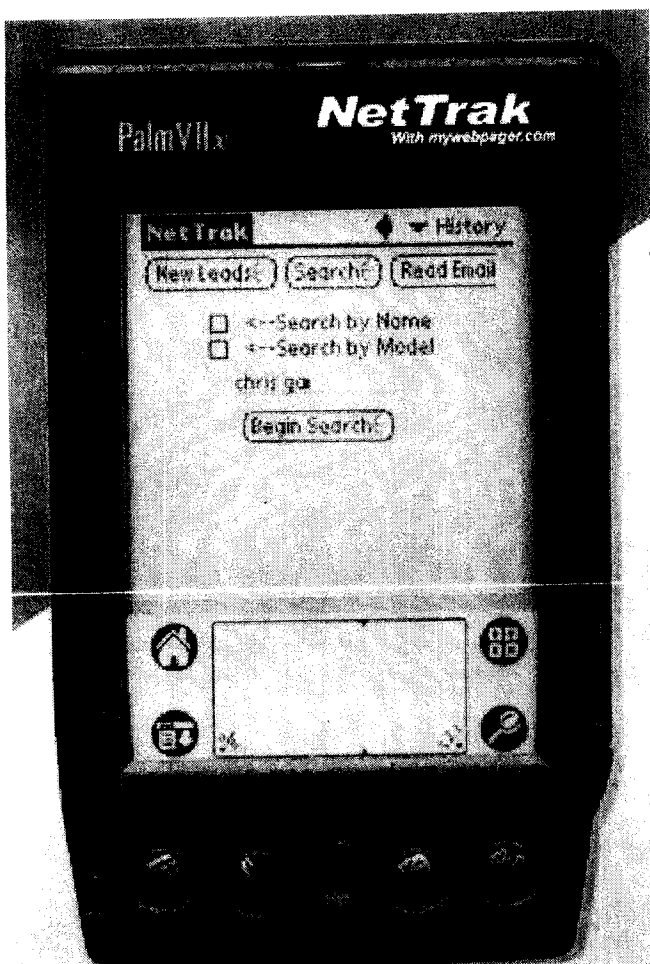 PalmVIIx
NetTrak
With mywebpager.com
NetTrak History
New Leads Search Read Email
<--Search by Name
<--Search by Model
chris ga
Begin Search